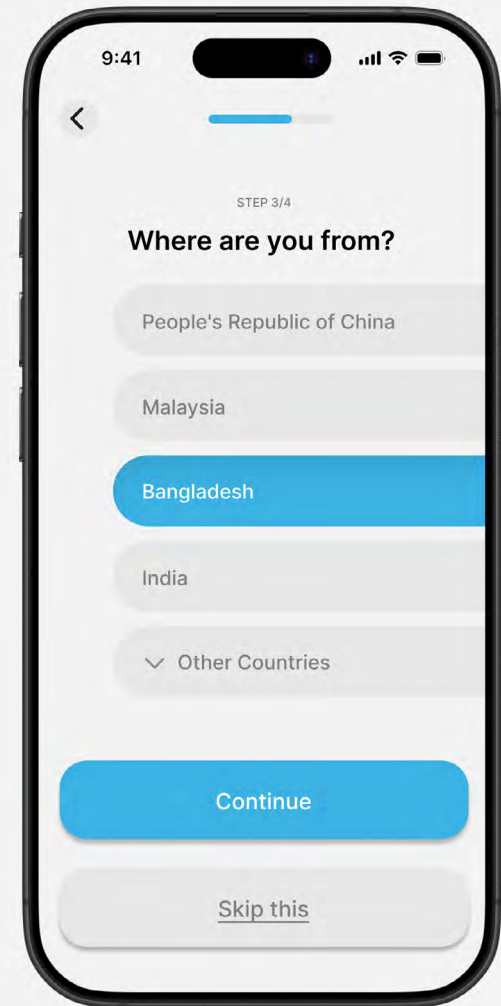 9:41
STEP 3/4
Where are you from?
People's Republic of China
Malaysia
Bangladesh
India
Other Countries
Continue
Skip this